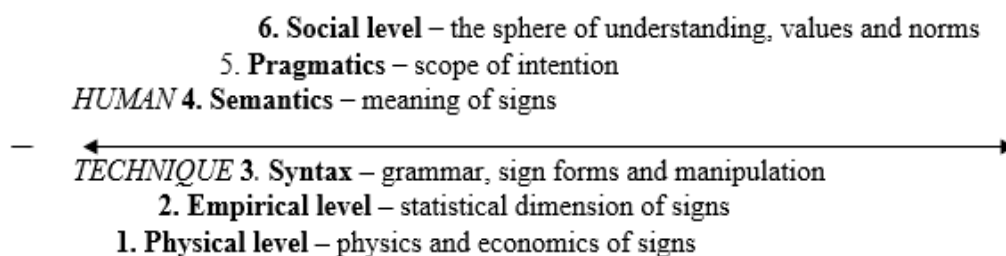 6. Social level – the sphere of understanding, values and norms
5. Pragmatics – scope of intention
HUMAN 4. Semantics – meaning of signs
TECHNIQUE 3. Syntax – grammar, sign forms and manipulation
2. Empirical level – statistical dimension of signs
1. Physical level – physics and economics of signs